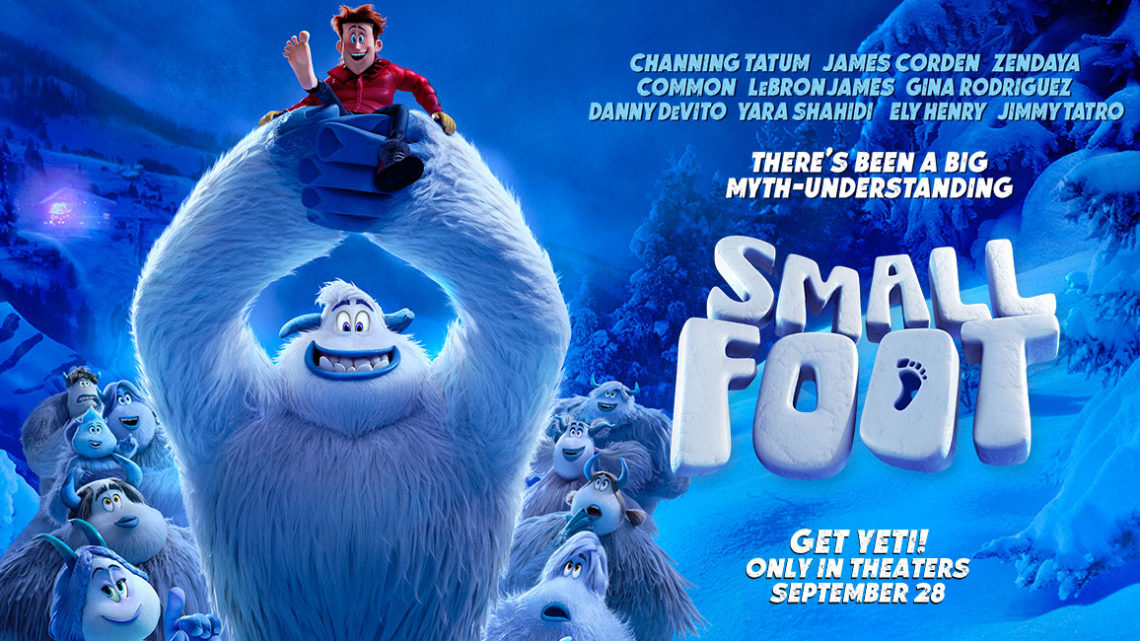 CHANNING TATUM JAMES CORDEN ZENDAYA
COMMON LeBRON JAMES GINA RODRIGUEZ
DANNY DeVITO YARA SHAHIDI ELY HENRY JIMMY TATRO
THERE'S BEEN A BIG
MYTH-UNDERSTANDING
SMALL
FOOT
GET YETI!
ONLY IN THEATERS
SEPTEMBER 28